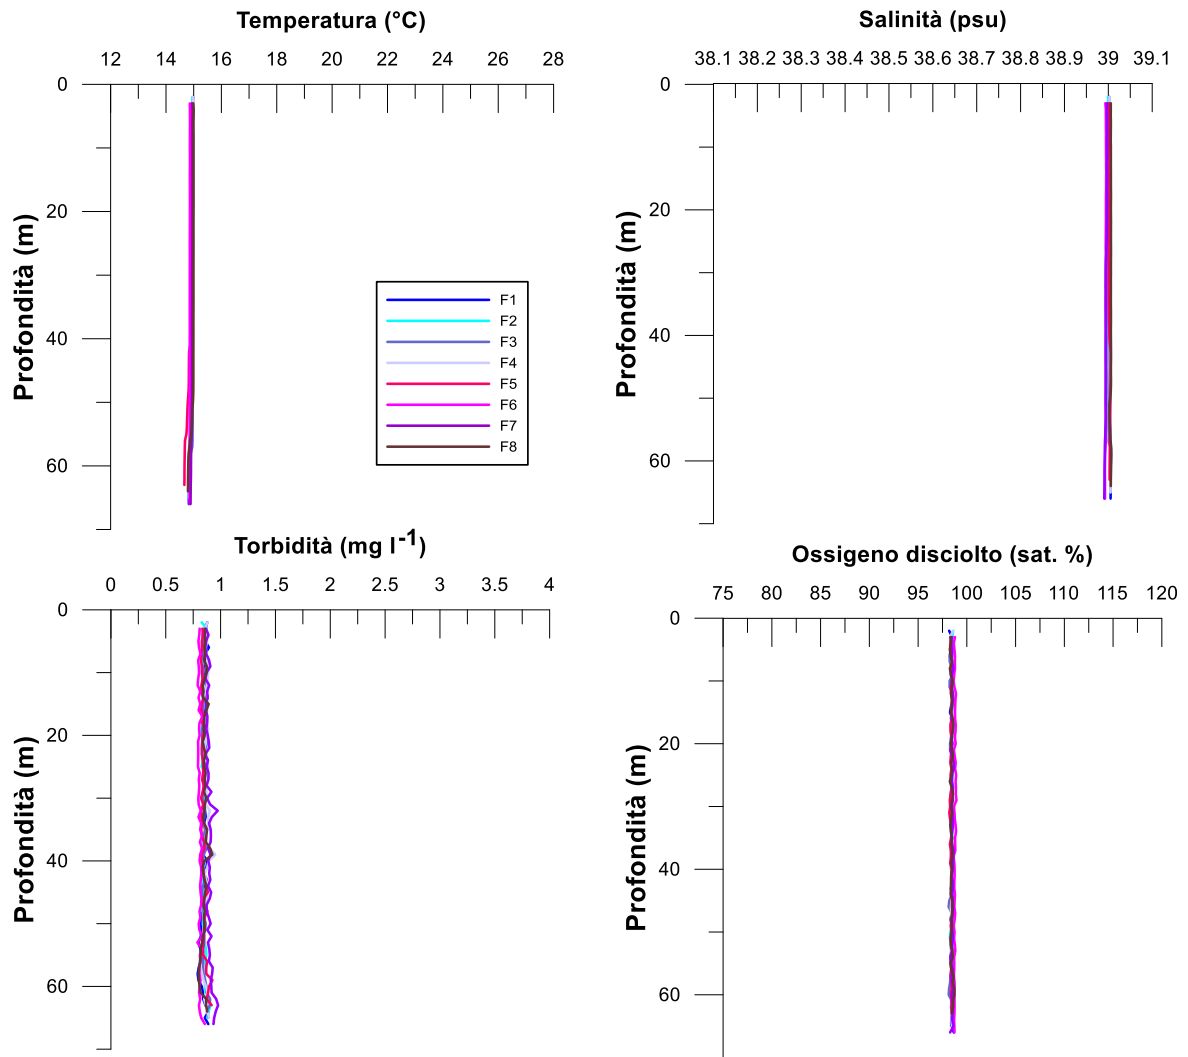 Temperatura (°C)
12 14 16 18 20 22 24 26 28
0
20
40
60
Profondità (m)
F1
F2
F3
F4
F5
F6
F7
F8
Salinità (psu)
38.1 38.2 38.3 38.4 38.5 38.6 38.7 38.8 38.9 39 39.1
0
20
40
60
Profondità (m)
Torbidità (mg l-1)
0 0.5 1 1.5 2 2.5 3 3.5 4
0
20
40
60
Profondità (m)
Ossigeno disciolto (sat. %)
75 80 85 90 95 100 105 110 115 120
0
20
40
60
Profondità (m)